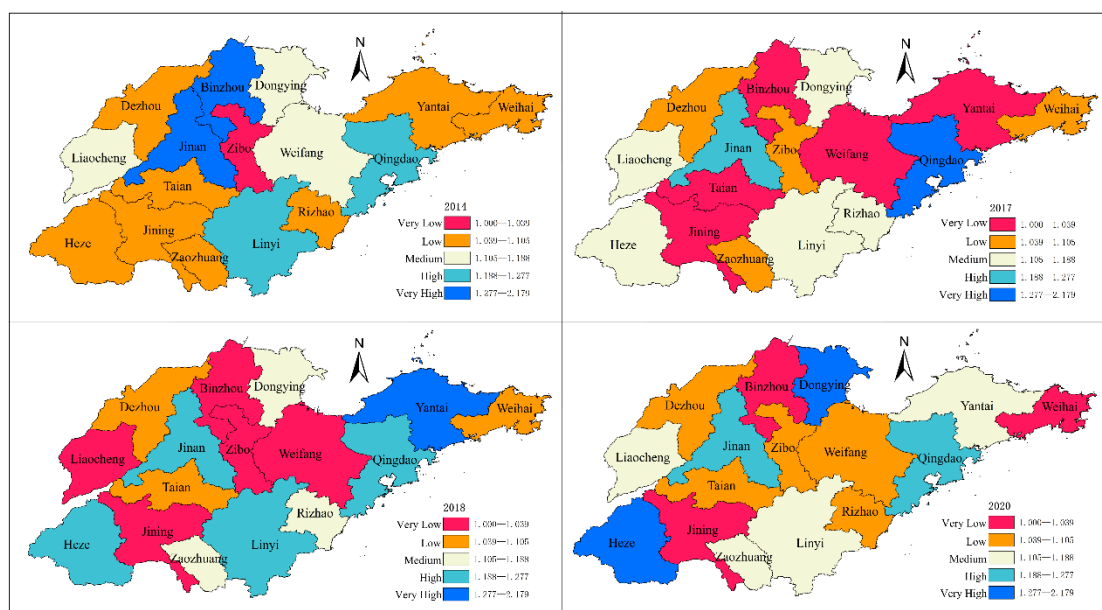 N
Binzhou
Dongying
Dezhou
Yantai
Weihai
Jinan
Zibo
Liaocheng
Weifang
Qingdao
Taian
Rizhao
Heze
Jining
Linyi
Zaozhuang
2014
Very Low 1.000—1.039
Low 1.039—1.105
Medium 1.105—1.188
High 1.188—1.277
Very High 1.277—2.179
N
Binzhou
Dongying
Dezhou
Yantai
Weihai
Jinan
Zibo
Liaocheng
Weifang
Qingdao
Taian
Rizhao
Heze
Jining
Linyi
Zaozhuang
2017
Very Low 1.000—1.039
Low 1.039—1.105
Medium 1.105—1.188
High 1.188—1.277
Very High 1.277—2.179
N
Binzhou
Dongying
Dezhou
Yantai
Weihai
Jinan
Zibo
Liaocheng
Weifang
Qingdao
Taian
Rizhao
Heze
Jining
Linyi
Zaozhuang
2018
Very Low 1.000—1.039
Low 1.039—1.105
Medium 1.105—1.188
High 1.188—1.277
Very High 1.277—2.179
N
Binzhou
Dongying
Dezhou
Yantai
Weihai
Jinan
Zibo
Liaocheng
Weifang
Qingdao
Taian
Rizhao
Heze
Jining
Linyi
Zaozhuang
2020
Very Low 1.000—1.039
Low 1.039—1.105
Medium 1.105—1.188
High 1.188—1.277
Very High 1.277—2.179